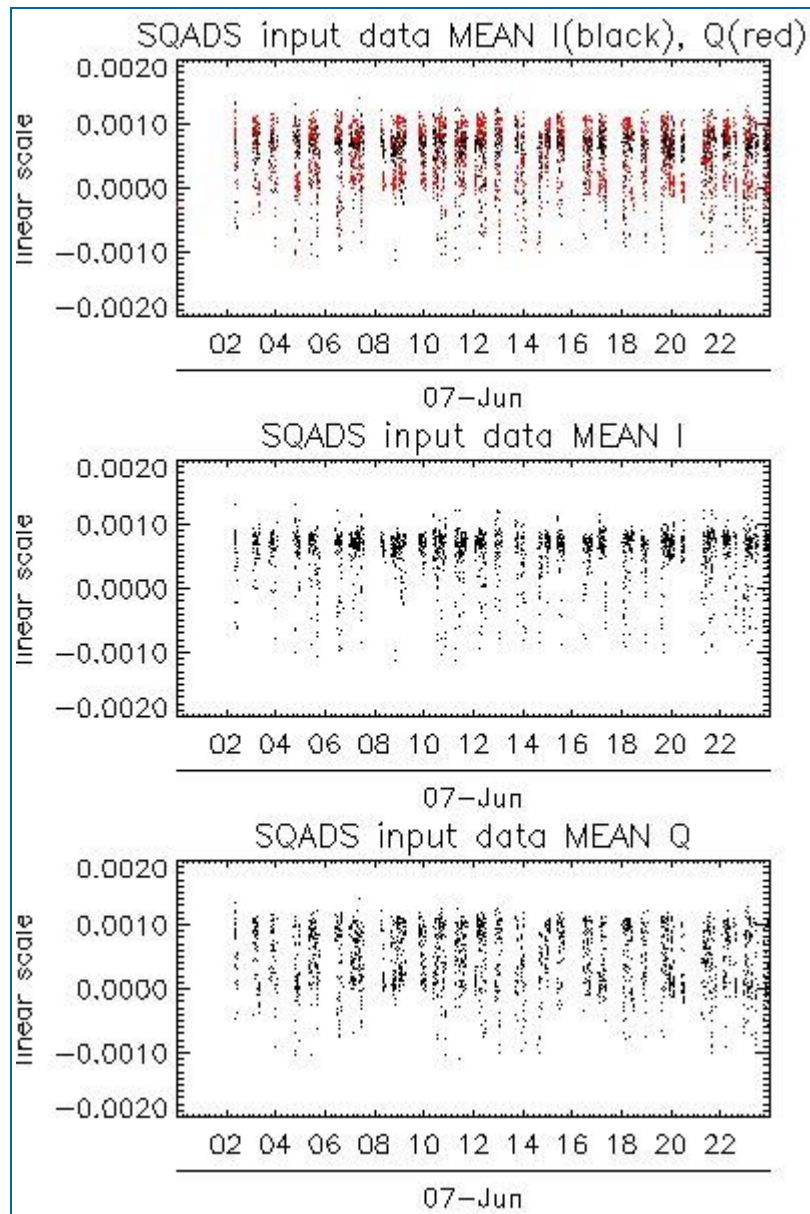 SQADS input data MEAN I(black), Q(red)
0.0020
0.0010
0.0000
−0.0010
−0.0020
linear scale
02 04 06 08 10 12 14 16 18 20 22
07−Jun
SQADS input data MEAN I
0.0020
0.0010
0.0000
−0.0010
−0.0020
linear scale
02 04 06 08 10 12 14 16 18 20 22
07−Jun
SQADS input data MEAN Q
0.0020
0.0010
0.0000
−0.0010
−0.0020
linear scale
02 04 06 08 10 12 14 16 18 20 22
07−Jun